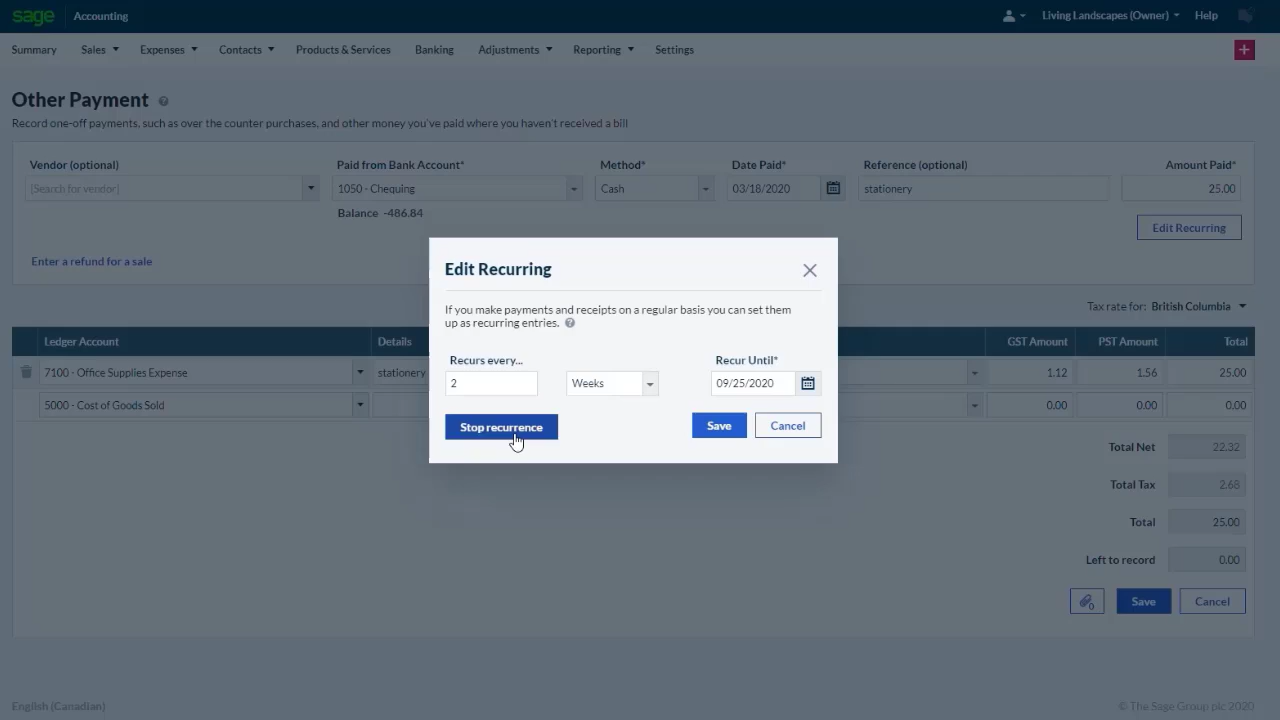 sage Accounting Living Landscapes (Owner) Help
Summary Sales Expenses Contacts Products & Services Banking Adjustments Reporting Settings
Other Payment
Record one-off payments, such as over the counter purchases, and other money you've paid where you haven't received a bill
Vendor (optional) Paid from Bank Account* Method* Date Paid* Reference (optional) Amount Paid*
[Search for vendor] 1050 - Chequing Cash 03/18/2020 stationery 25.00
Balance -486.84
Edit Recurring
Enter a refund for a sale
Edit Recurring
If you make payments and receipts on a regular basis you can set them
up as recurring entries.
Recurs every... Recur Until*
2 Weeks 09/25/2020
Stop recurrence Save Cancel
Tax rate for: British Columbia
Ledger Account Details GST Amount PST Amount Total
7100 - Office Supplies Expense stationery 1.12 1.56 25.00
5000 - Cost of Goods Sold 0.00 0.00 0.00
Total Net 22.32
Total Tax 2.68
Total 25.00
Left to record 0.00
0 Save Cancel
English (Canadian) © The Sage Group plc 2020